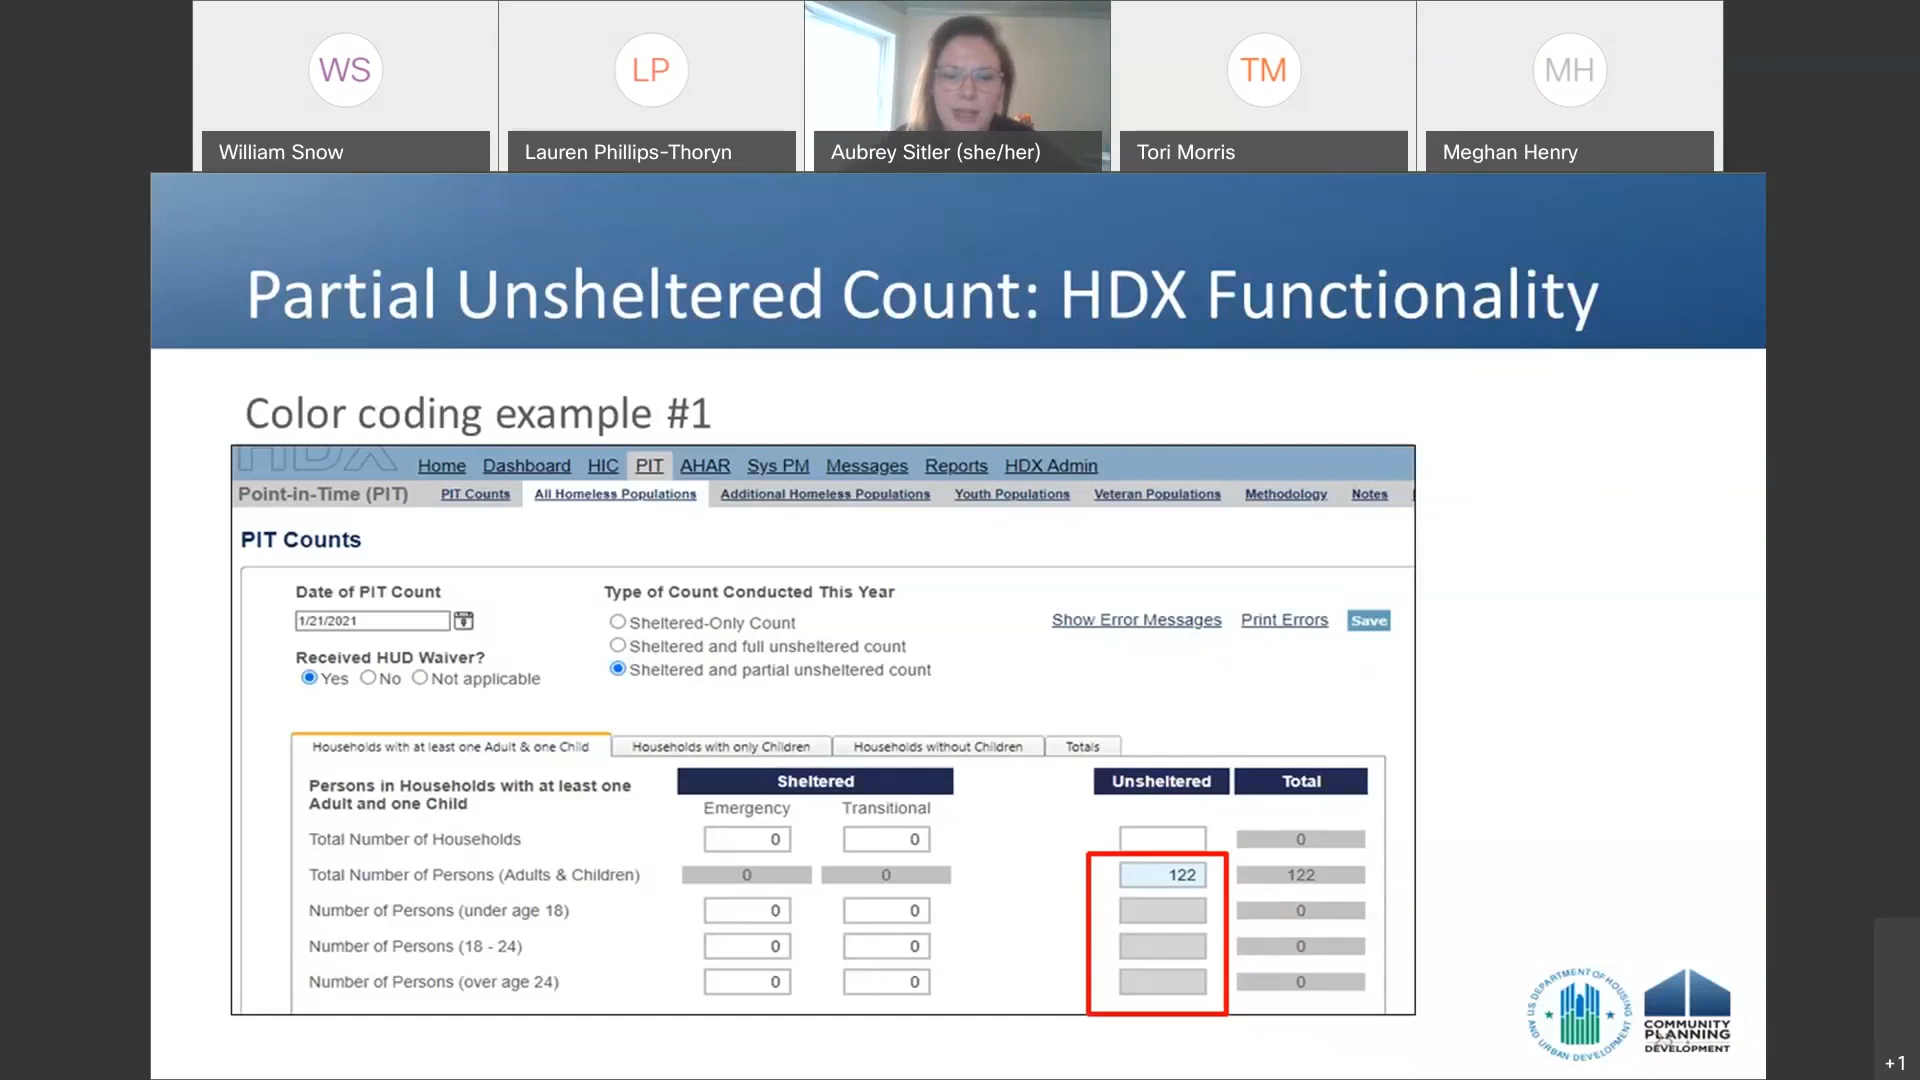 WS
LP
TM
MH
William Snow
Lauren Phillips-Thoryn
Aubrey Sitler (she/her)
Tori Morris
Meghan Henry
Partial Unsheltered Count: HDX Functionality
Color coding example #1
HDX Home Dashboard HIC PIT AHAR Sys PM Messages Reports HDX Admin
Point-in-Time (PIT) PIT Counts All Homeless Populations Additional Homeless Populations Youth Populations Veteran Populations Methodology Notes
PIT Counts
Date of PIT Count Type of Count Conducted This Year
1/21/2021 Sheltered-Only Count Show Error Messages Print Errors Save
Sheltered and full unsheltered count
Received HUD Waiver? Sheltered and partial unsheltered count
Yes No Not applicable
Households with at least one Adult & one Child Households with only Children Households without Children Totals
Persons in Households with at least one Sheltered Unsheltered Total
Adult and one Child Emergency Transitional
Total Number of Households 0 0 0
Total Number of Persons (Adults & Children) 0 0 122 122
Number of Persons (under age 18) 0 0 0
Number of Persons (18 - 24) 0 0 0
Number of Persons (over age 24) 0 0 0
U.S. DEPARTMENT OF HOUSING AND URBAN DEVELOPMENT
COMMUNITY
PLANNING
DEVELOPMENT
+1